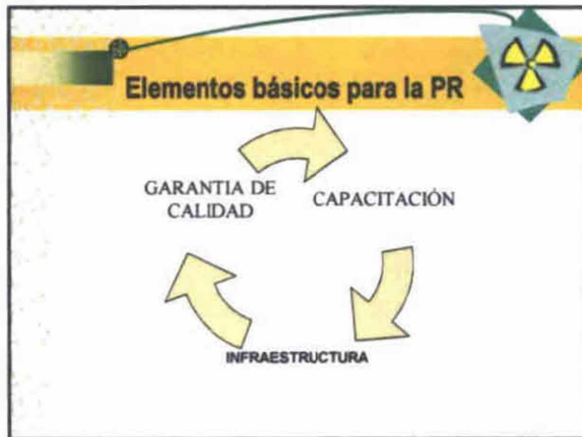 Elementos básicos para la PR
GARANTIA DE
CALIDAD
CAPACITACIÓN
INFRAESTRUCTURA